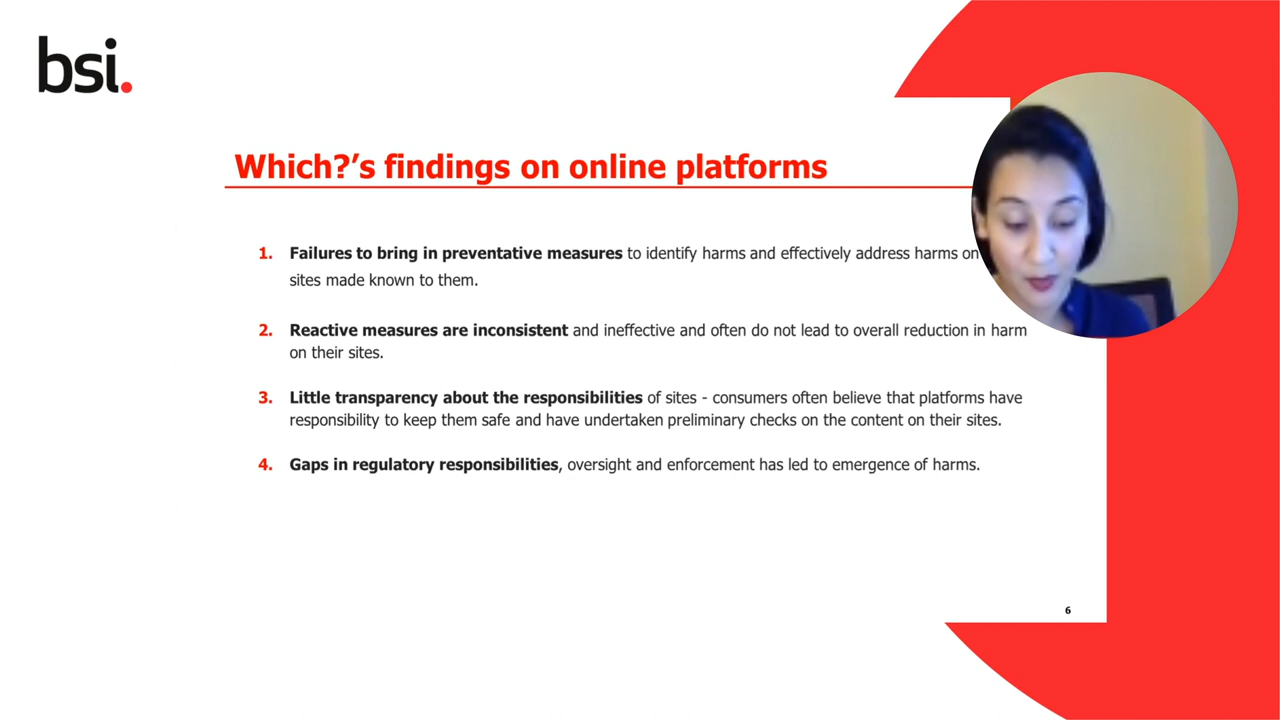 bsi.
Which?’s findings on online platforms
1. Failures to bring in preventative measures to identify harms and effectively address harms on
sites made known to them.
2. Reactive measures are inconsistent and ineffective and often do not lead to overall reduction in harm
on their sites.
3. Little transparency about the responsibilities of sites - consumers often believe that platforms have
responsibility to keep them safe and have undertaken preliminary checks on the content on their sites.
4. Gaps in regulatory responsibilities, oversight and enforcement has led to emergence of harms.
6